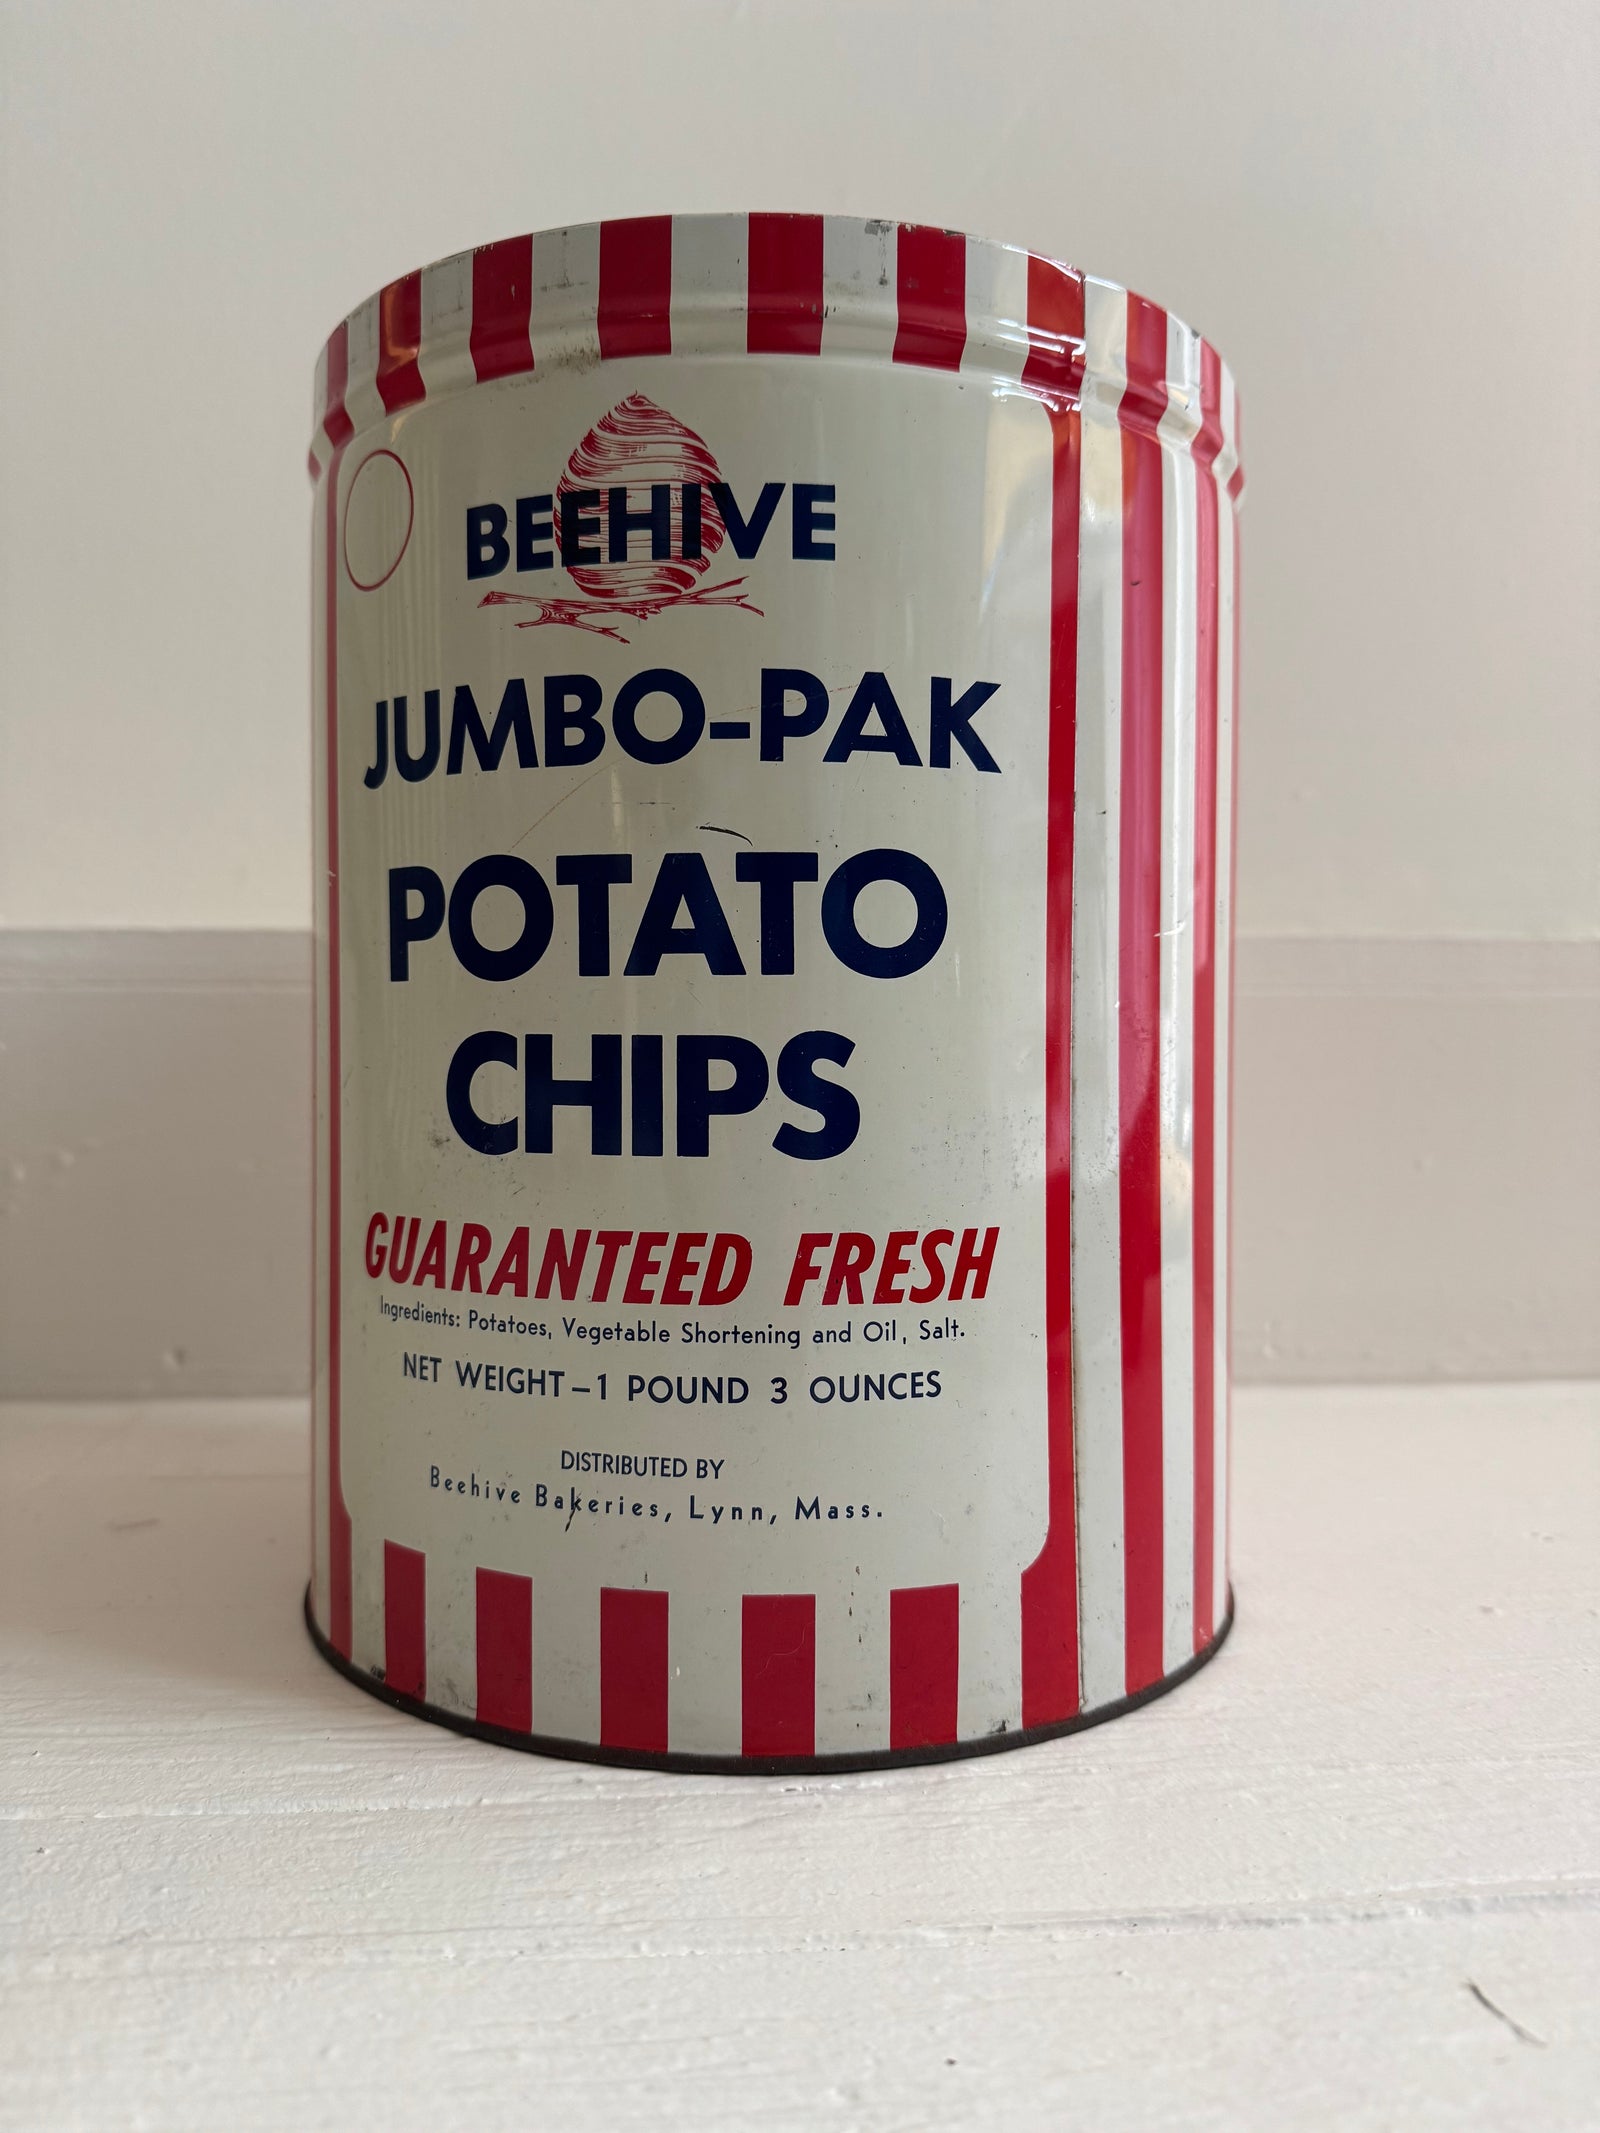 BEEHIVE
JUMBO-PAK
POTATO
CHIPS
GUARANTEED FRESH
Ingredients: Potatoes, Vegetable Shortening and Oil, Salt.
NET WEIGHT–1 POUND 3 OUNCES
DISTRIBUTED BY
Beehive Bakeries, Lynn, Mass.